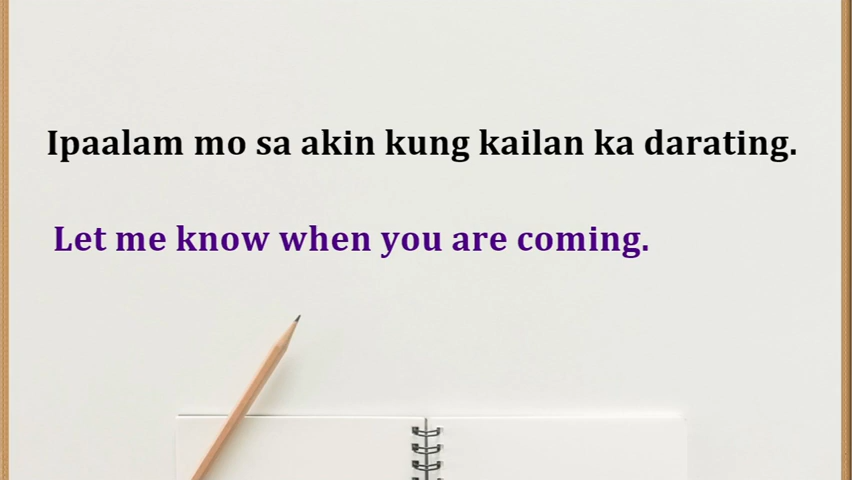 Ipaalam mo sa akin kung kailan ka darating.
Let me know when you are coming.